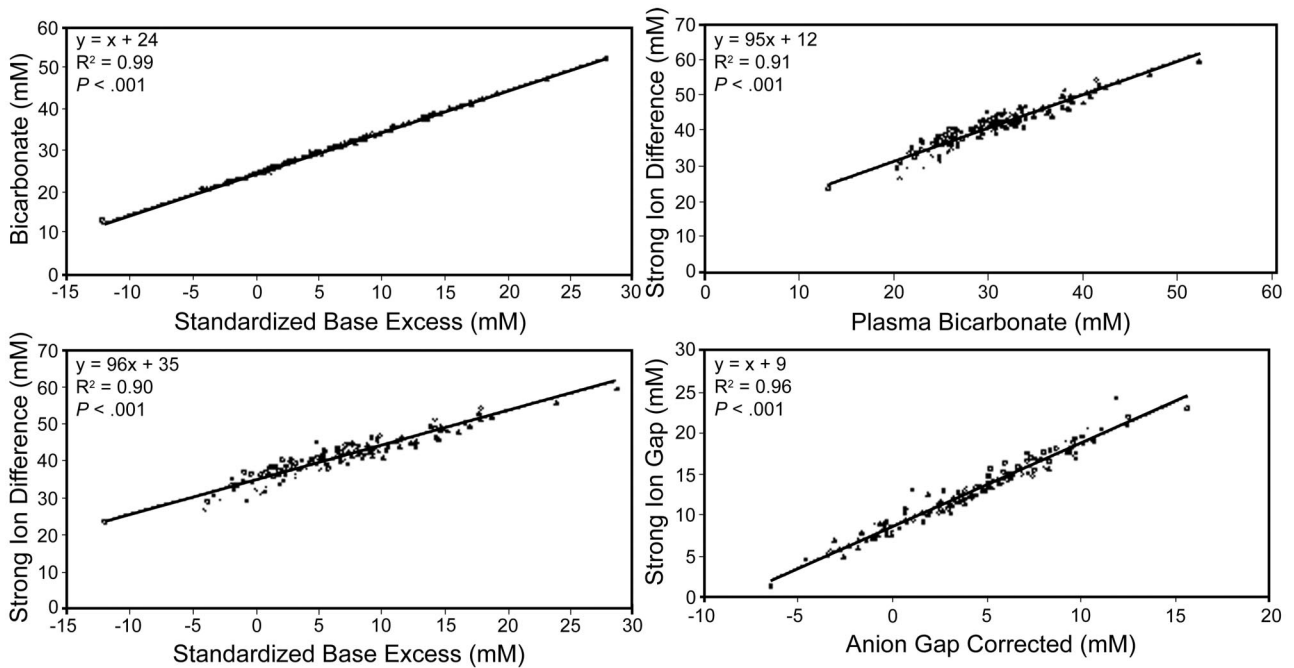 60
50
40
30
20
10
0
Bicarbonate (mM)
y = x + 24
R² = 0.99
P < .001
-15 -10 -5 0 5 10 15 20 25 30
Standardized Base Excess (mM)
70
60
50
40
30
20
10
0
Strong Ion Difference (mM)
y = 95x + 12
R² = 0.91
P < .001
0 10 20 30 40 50 60
Plasma Bicarbonate (mM)
70
60
50
40
30
20
10
0
Strong Ion Difference (mM)
y = 96x + 35
R² = 0.90
P < .001
-15 -10 -5 0 5 10 15 20 25 30
Standardized Base Excess (mM)
30
25
20
15
10
5
0
Strong Ion Gap (mM)
y = x + 9
R² = 0.96
P < .001
-10 -5 0 5 10 15 20
Anion Gap Corrected (mM)